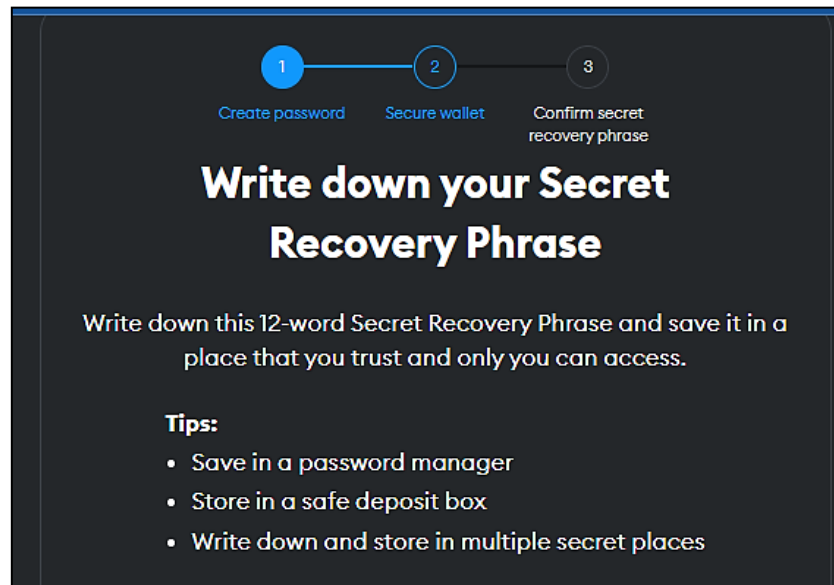 1 2 3
Create password Secure wallet Confirm secret
recovery phrase
Write down your Secret
Recovery Phrase
Write down this 12-word Secret Recovery Phrase and save it in a
place that you trust and only you can access.
Tips:
• Save in a password manager
• Store in a safe deposit box
• Write down and store in multiple secret places